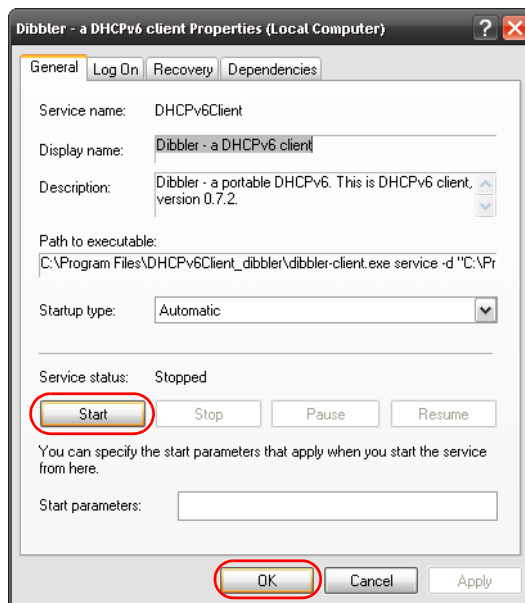 Dibbler - a DHCPv6 client Properties (Local Computer)
General Log On Recovery Dependencies
Service name: DHCPv6Client
Display name: Dibbler - a DHCPv6 client
Description: Dibbler - a portable DHCPv6. This is DHCPv6 client,
version 0.7.2.
Path to executable:
C:\Program Files\DHCPv6Client_dibbler\dibbler-client.exe service -d "C:\Pr
Startup type: Automatic
Service status: Stopped
Start Stop Pause Resume
You can specify the start parameters that apply when you start the service
from here.
Start parameters:
OK Cancel Apply